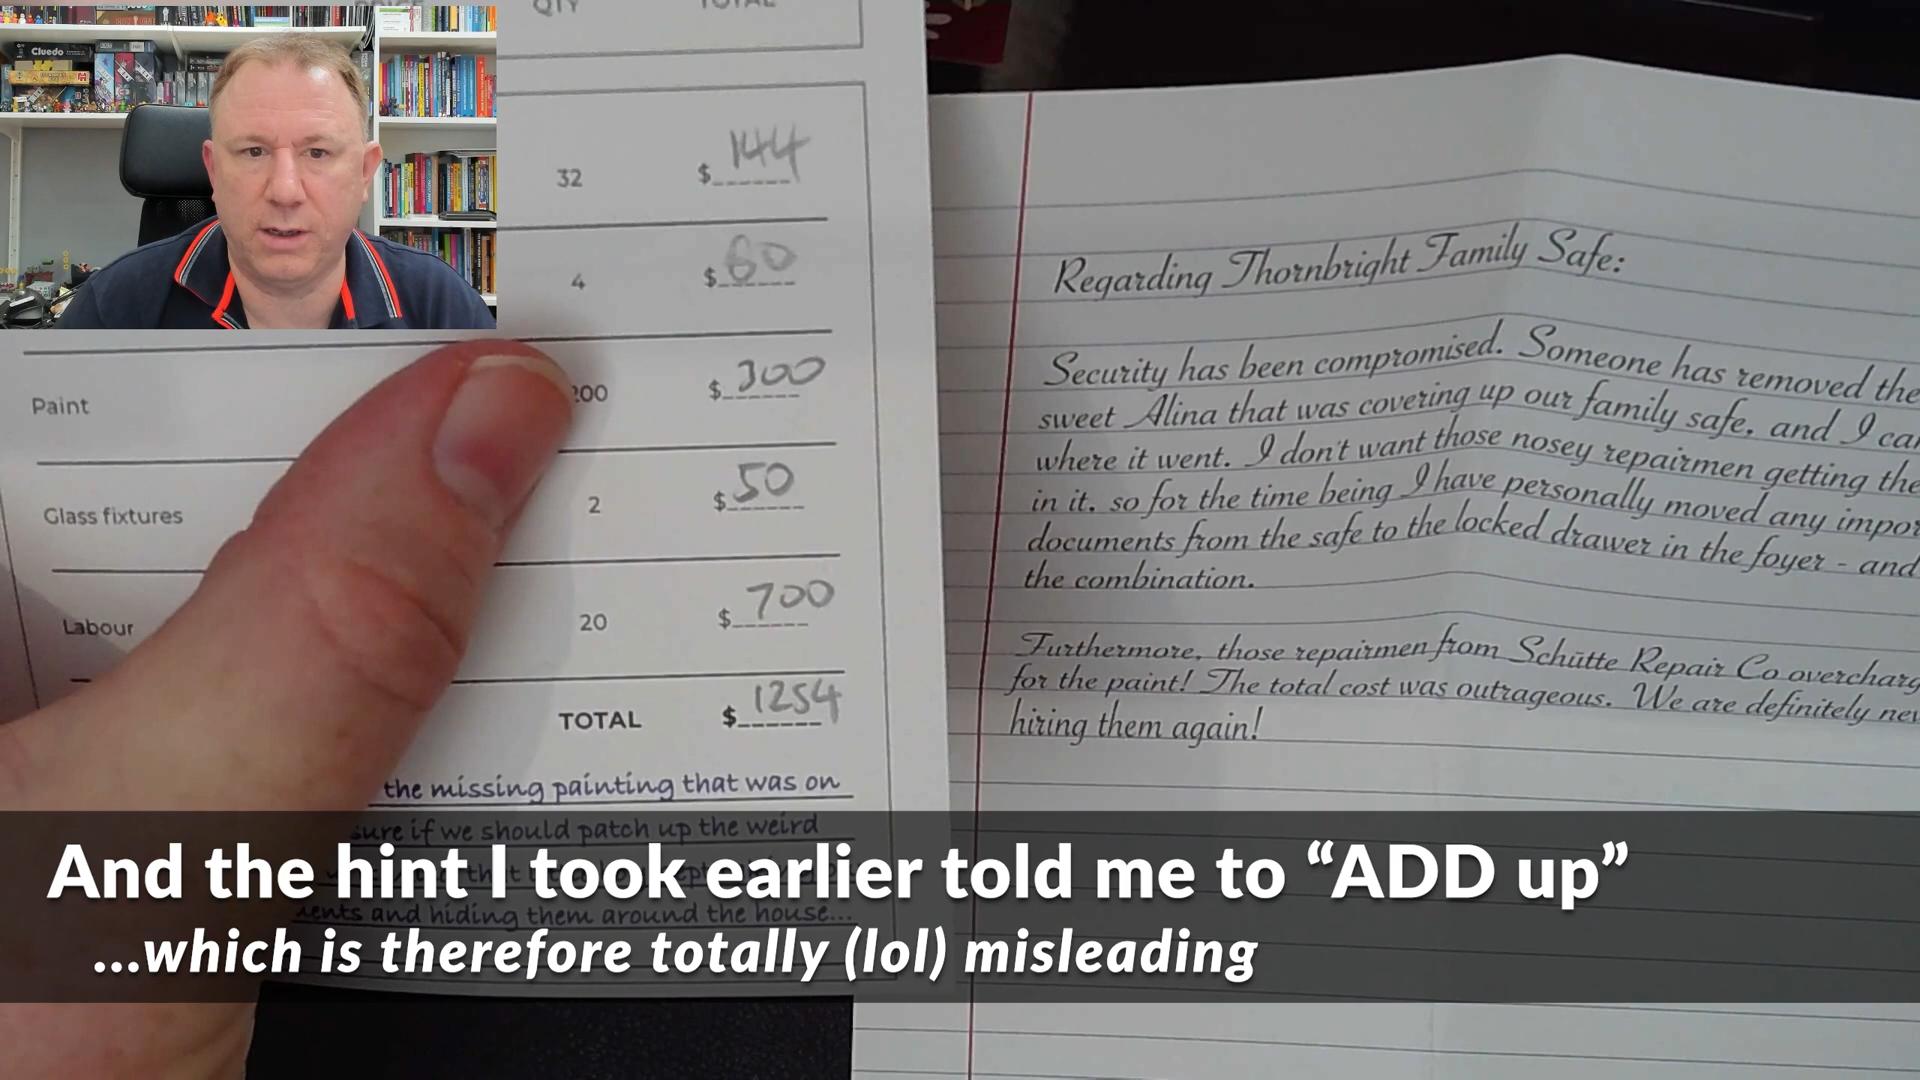 Cluedo
QTY
TOTAL
32 $144
4 $60
Paint 200 $300
Glass fixtures 2 $50
Labour 20 $700
TOTAL $1254
the missing painting that was on
sure if we should patch up the weird
and hiding them around the house...
Regarding Thornbright Family Safe:
Security has been compromised. Someone has removed the
sweet Alina that was covering up our family safe, and I
where it went. I don't want those nosey repairmen getting
in it. so for the time being I have personally moved any
documents from the safe to the locked drawer in the foyer - and
the combination.
Furthermore, those repairmen from Schütte Repair Co
for the paint! The total cost was outrageous. We are definitely
hiring them again!
And the hint I took earlier told me to “ADD up”
...which is therefore totally (lol) misleading